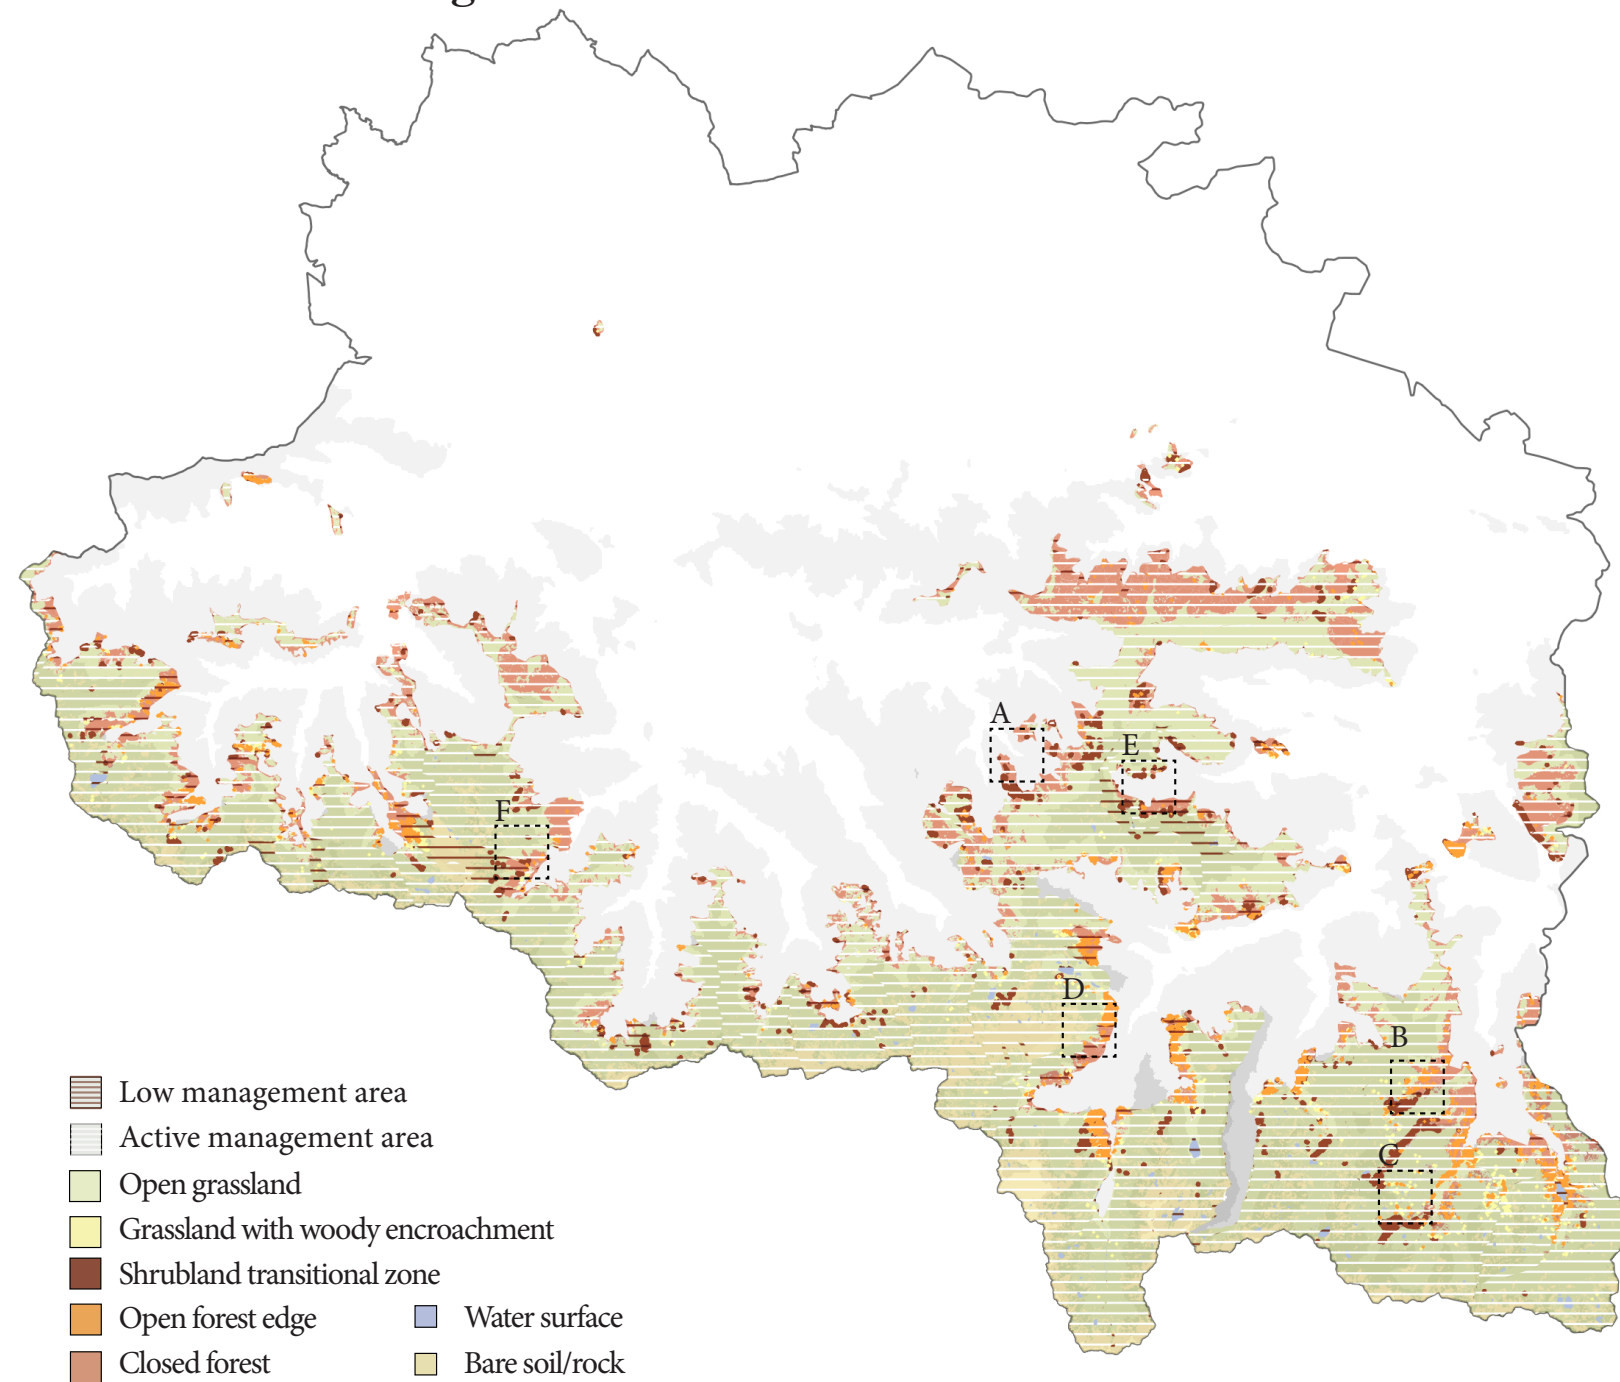 A
E
F
D
B
C
Low management area
Active management area
Open grassland
Grassland with woody encroachment
Shrubland transitional zone
Open forest edge
Water surface
Closed forest
Bare soil/rock